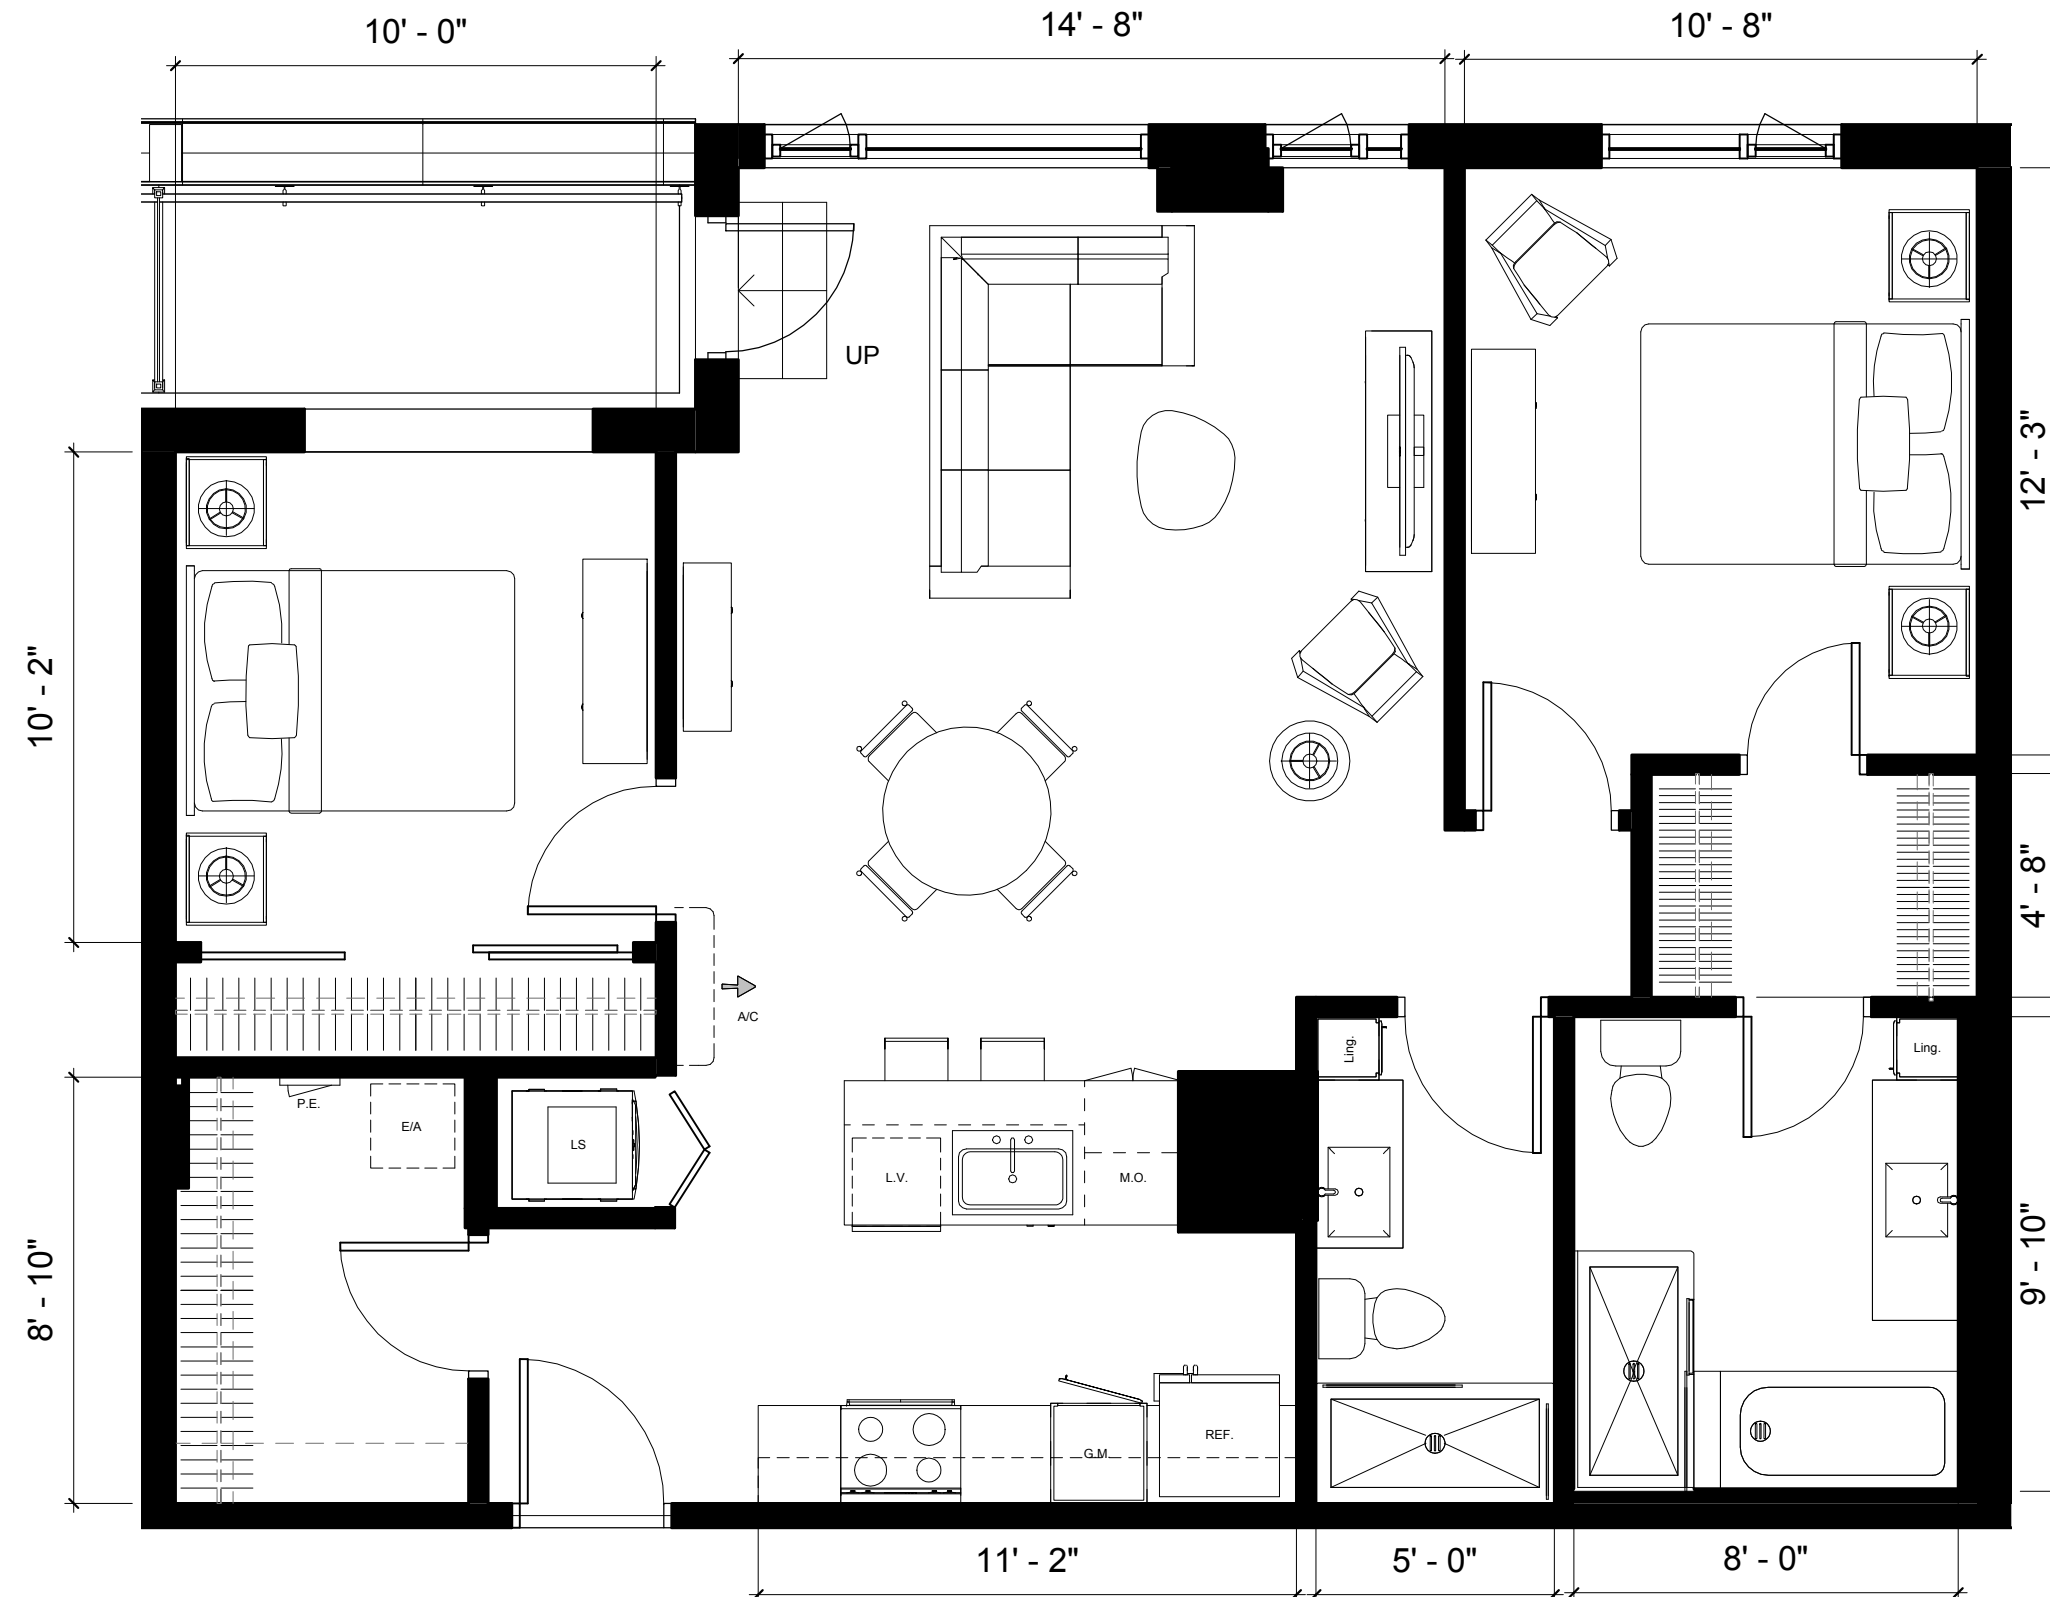 10' - 0"
14' - 8"
10' - 8"
UP
12' - 3"
10' - 2"
4' - 8"
A/C
P.E.
E/A
LS
Ling.
Ling.
L.V.
M.O.
8' - 10"
9' - 10"
G.M.
REF.
11' - 2"
5' - 0"
8' - 0"